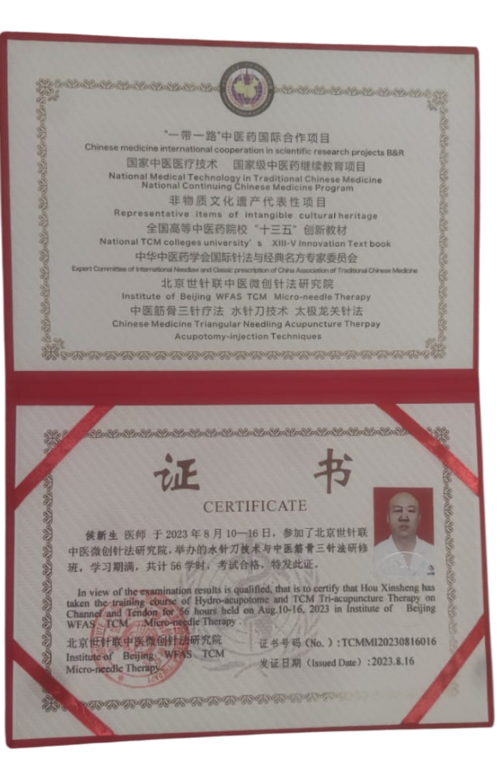 "一带一路"中医药国际合作项目
Chinese medicine international cooperation in scientific research projects B&R
国家中医医疗技术 国家级中医药继续教育项目
National Medical Technology in Traditional Chinese Medicine
National Continuing Chinese Medicine Program
非物质文化遗产代表性项目
Representative items of intangible cultural heritage
全国高等中医药院校"十三五"创新教材
National TCM colleges university's XIII-V Innovation Text book
中华中医药学会国际针法与经典名方专家委员会
Expert Committee of International Needlaw and Classic prescription of China Association of Traditional Chinese Medicine
北京世针联中医微创针法研究院
Institute of Beijing WFAS TCM Micro-needle Therapy
中医筋骨三针疗法 水针刀技术 太极龙关针法
Chinese Medicine Triangular Needling Acupuncture Therpay
Acupotomy-injection Techniques
证 书
CERTIFICATE
侯新生 医师 于2023年8月10—16日，参加了北京世针联
中医微创针法研究院，举办的水针刀技术与中医筋骨三针法研修
班，学习期满，共计56学时，考试合格，特发此证。
In view of the examination results is qualified, that is to certify that Hou Xinsheng has
taken the training course of Hydro-acupotome and TCM Tri-acupuncture Therapy on
Channel and Tendon for 56 hours held on Aug.10-16, 2023 in Institute of Beijing
WFAS TCM Micro-needle Therapy
北京世针联中医微创针法研究院
Institute of Beijing WFAS TCM
Micro-needle Therapy
证书号码（No.）:TCMMI20230816016
发证日期（Issued Date）:2023.8.16